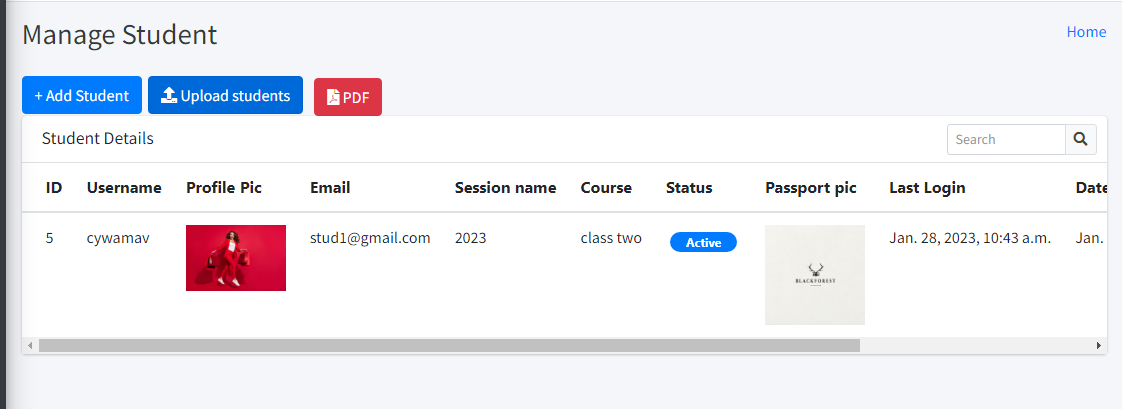 Manage Student
Home
+ Add Student
Upload students
PDF
Student Details
Search
ID Username Profile Pic Email Session name Course Status Passport pic Last Login Date
5 cywamav stud1@gmail.com 2023 class two Active Jan. 28, 2023, 10:43 a.m. Jan.
BLACKFOREST